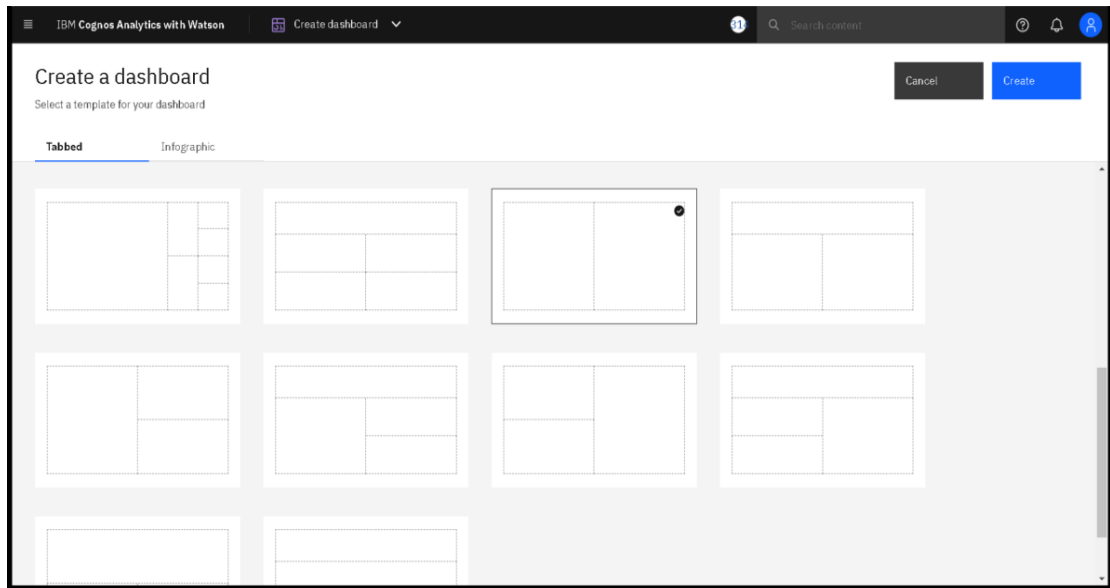 IBM Cognos Analytics with Watson
Create dashboard
Search content
Create a dashboard
Cancel
Create
Select a template for your dashboard
Tabbed
Infographic